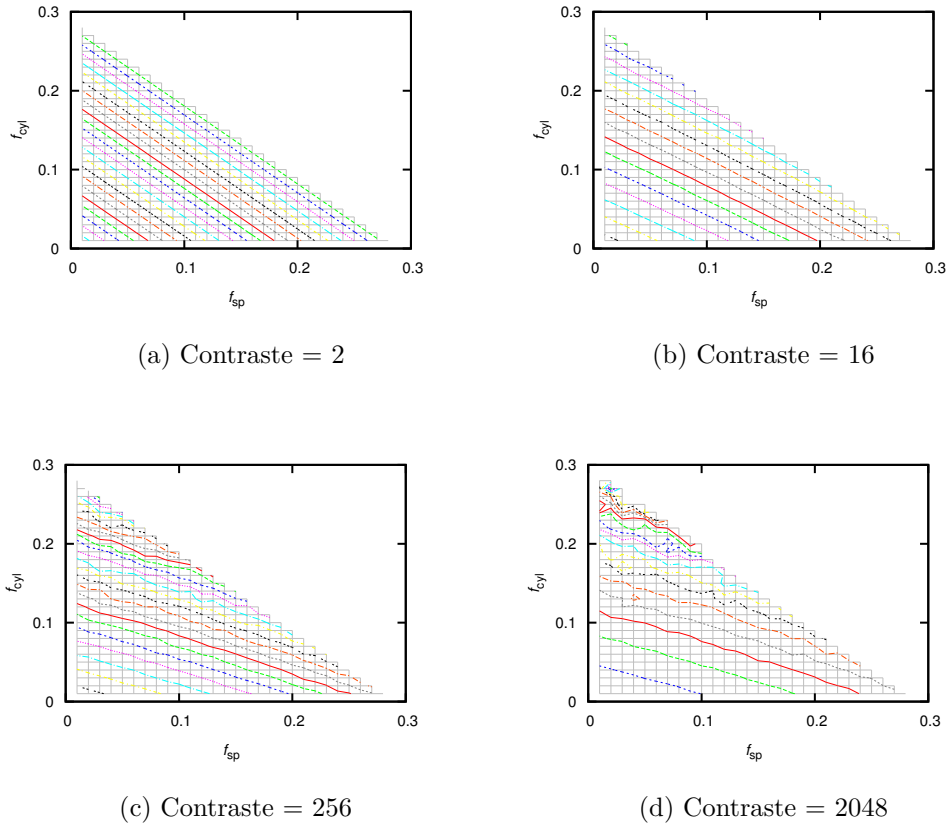 0.3
0.2
0.1
0
0
0.1
0.2
0.3
f_cyl
f_sp
(a) Contraste = 2
0.3
0.2
0.1
0
0
0.1
0.2
0.3
f_cyl
f_sp
(b) Contraste = 16
0.3
0.2
0.1
0
0
0.1
0.2
0.3
f_cyl
f_sp
(c) Contraste = 256
0.3
0.2
0.1
0
0
0.1
0.2
0.3
f_cyl
f_sp
(d) Contraste = 2048